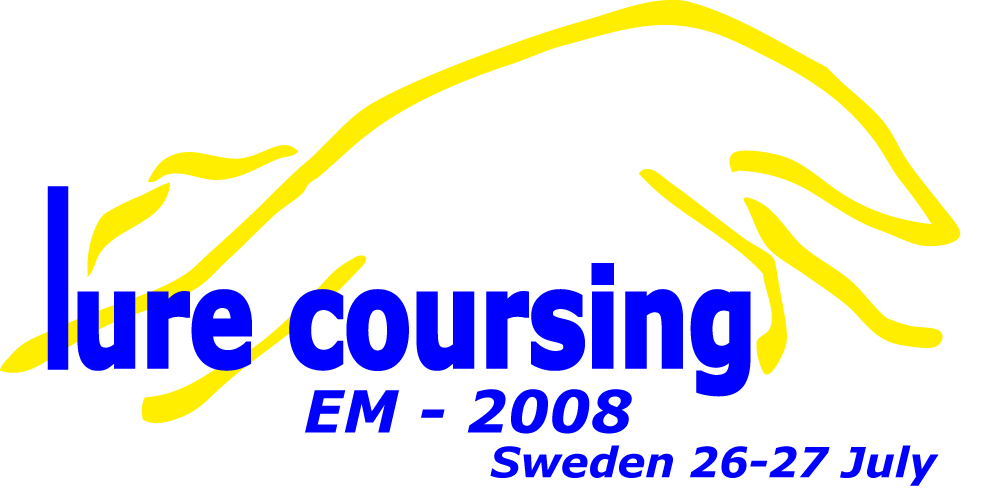 lure coursing
EM - 2008
Sweden 26-27 July